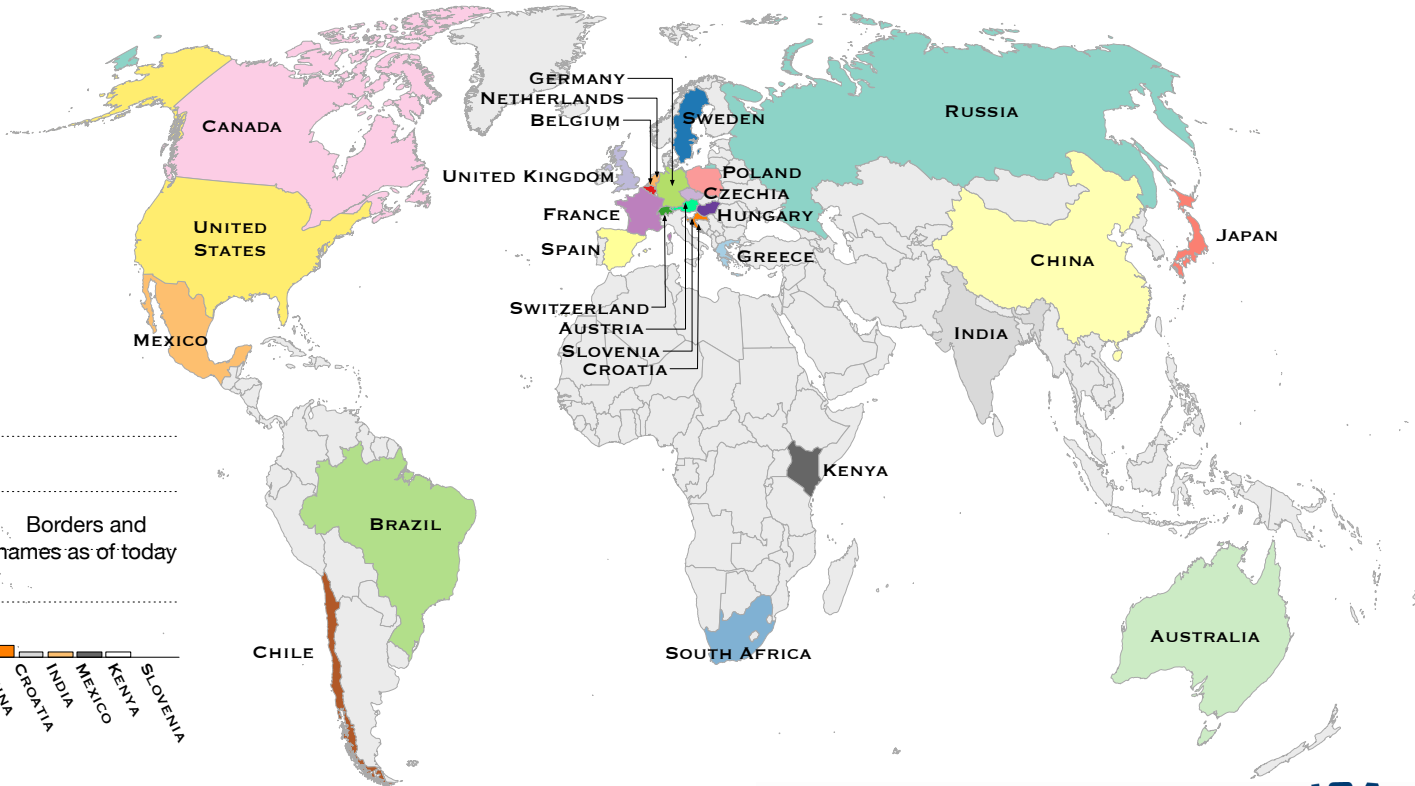 GERMANY
NETHERLANDS
BELGIUM
SWEDEN
RUSSIA
CANADA
UNITED KINGDOM
POLAND
CZECHIA
FRANCE
HUNGARY
UNITED
STATES
SPAIN
GREECE
JAPAN
CHINA
SWITZERLAND
AUSTRIA
INDIA
MEXICO
SLOVENIA
CROATIA
KENYA
BRAZIL
Borders and
names as of today
AUSTRALIA
CHILE
SOUTH AFRICA
CROATIA
INDIA
MEXICO
KENYA
SLOVENIA